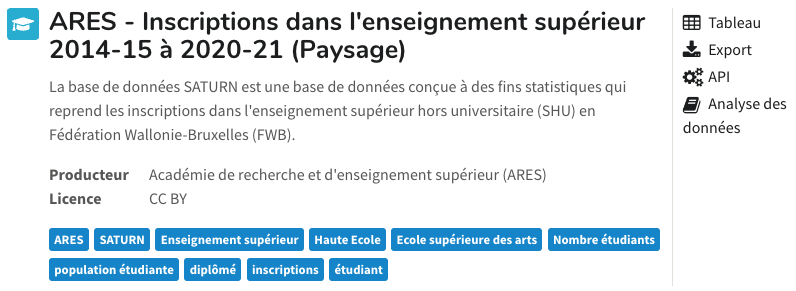 ARES - Inscriptions dans l'enseignement supérieur
2014-15 à 2020-21 (Paysage)
La base de données SATURN est une base de données conçue à des fins statistiques qui
reprend les inscriptions dans l'enseignement supérieur hors universitaire (SHU) en
Fédération Wallonie-Bruxelles (FWB).
Producteur Académie de recherche et d'enseignement supérieur (ARES)
Licence CC BY
ARES SATURN Enseignement supérieur Haute Ecole Ecole supérieure des arts Nombre étudiants
population étudiante diplômé inscriptions étudiant
Tableau
Export
API
Analyse des
données